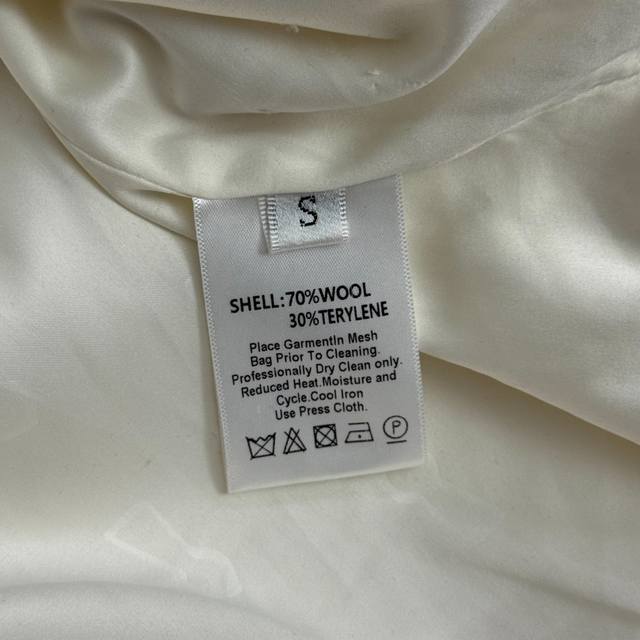 S
SHELL:70%WOOL
30%TERYLENE
Place GarmentIn Mesh
Bag Prior To Cleaning.
Professionally Dry Clean only.
Reduced Heat.Moisture and
Cycle.Cool Iron
Use Press Cloth.
P